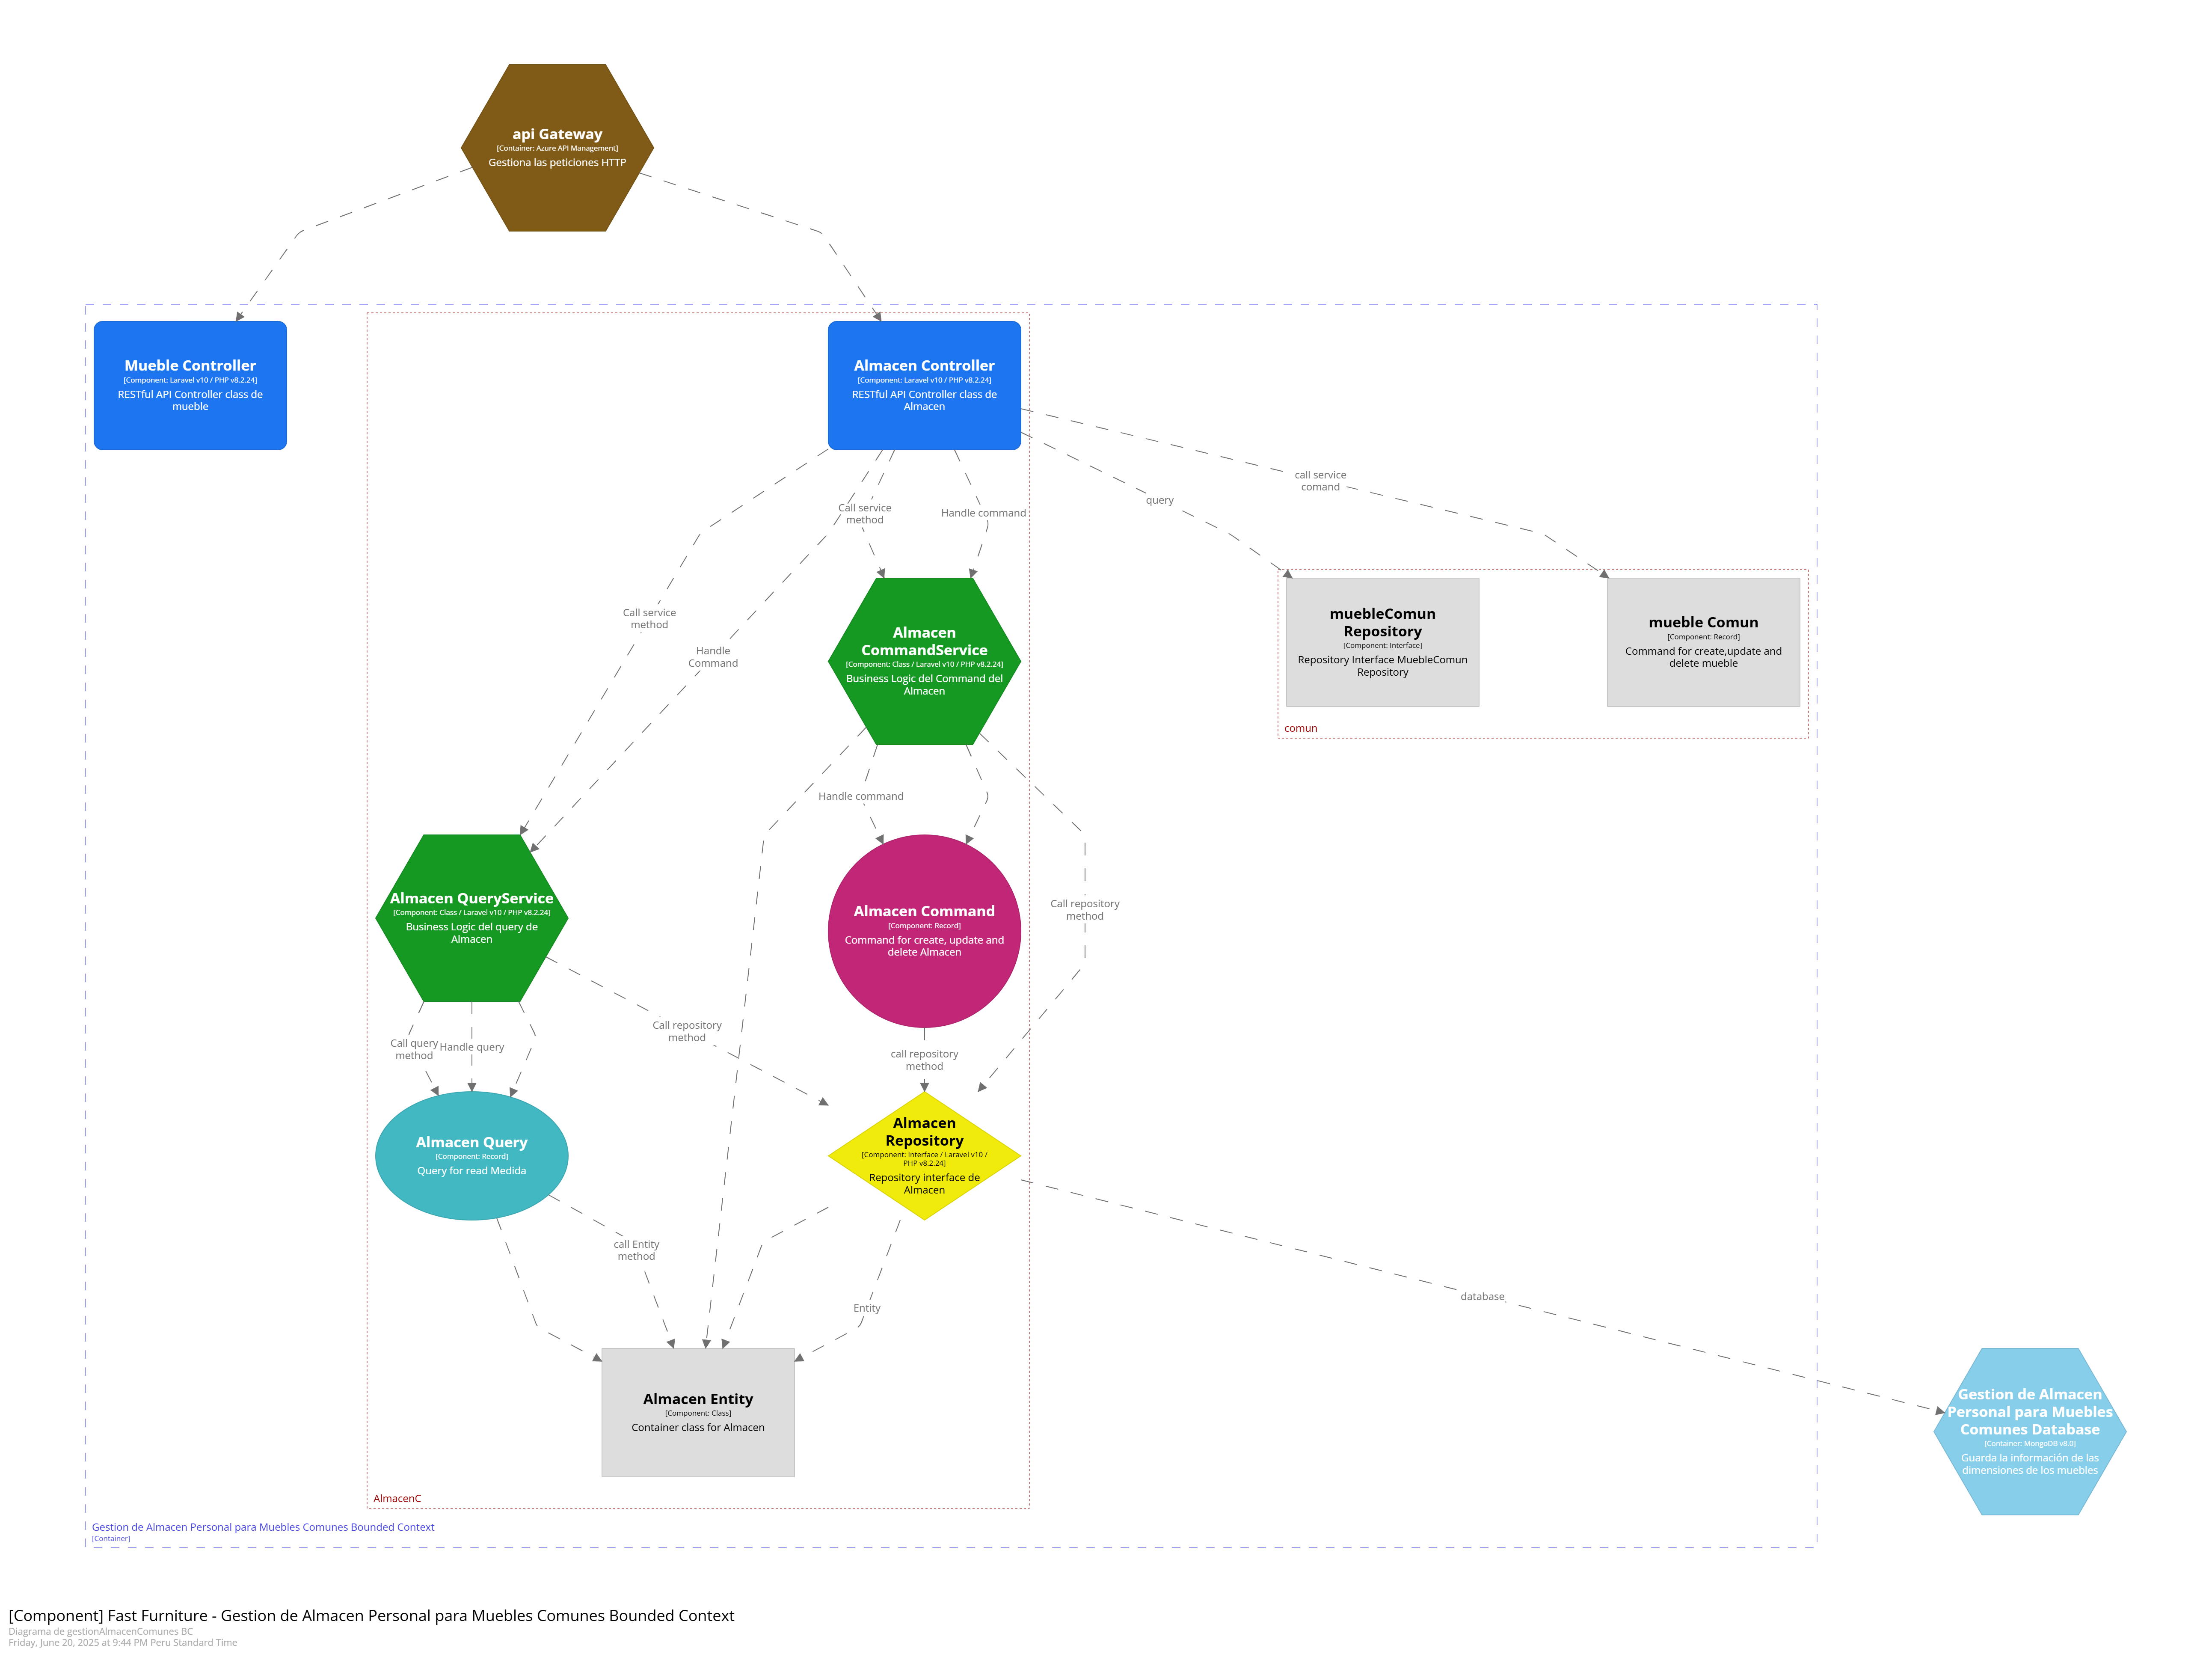 api Gateway
[Container: Azure API Management]
Gestiona las peticiones HTTP
Mueble Controller
[Component: Laravel v10 / PHP v8.2.24]
RESTful API Controller class de
mueble
Almacen Controller
[Component: Laravel v10 / PHP v8.2.24]
RESTful API Controller class de
Almacen
call service
comand
query
Call service
method
Handle command
Call service
method
Handle
Command
Almacen
CommandService
[Component: Class / Laravel v10 / PHP v8.2.24]
Business Logic del Command del
Almacen
muebleComun
Repository
[Component: Interface]
Repository Interface MuebleComun
Repository
mueble Comun
[Component: Record]
Command for create,update and
delete mueble
comun
Handle command
Almacen QueryService
[Component: Class / Laravel v10 / PHP v8.2.24]
Business Logic del query de
Almacen
Almacen Command
[Component: Record]
Command for create, update and
delete Almacen
Call repository
method
Call repository
method
Call query
method
Handle query
call repository
method
Almacen Query
[Component: Record]
Query for read Medida
Almacen
Repository
[Component: Interface / Laravel v10 /
PHP v8.2.24]
Repository interface de
Almacen
call Entity
method
Entity
database
Almacen Entity
[Component: Class]
Container class for Almacen
Gestion de Almacen
Personal para Muebles
Comunes Database
[Container: MongoDB v8.0]
Guarda la información de las
dimensiones de los muebles
AlmacenC
Gestion de Almacen Personal para Muebles Comunes Bounded Context
[Container]
[Component] Fast Furniture - Gestion de Almacen Personal para Muebles Comunes Bounded Context
Diagrama de gestionAlmacenComunes BC
Friday, June 20, 2025 at 9:44 PM Peru Standard Time